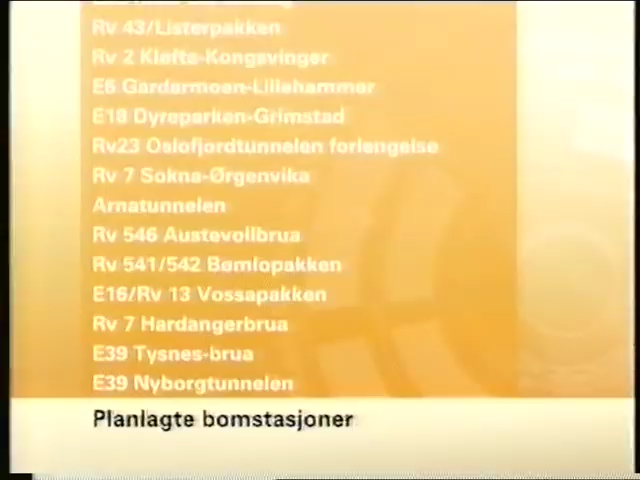 Rv 43/Listerpakken
Rv 2 Kløfta-Kongsvinger
E6 Gardermoen-Lillehammer
E18 Dyreparken-Grimstad
Rv23 Oslofjordtunnelen forlengelse
Rv 7 Sokna-Ørgenvika
Arnatunnelen
Rv 546 Austevollbrua
Rv 541/542 Bømlopakken
E16/Rv 13 Vossapakken
Rv 7 Hardangerbrua
E39 Tysnes-brua
E39 Nyborgtunnelen
Planlagte bomstasjoner